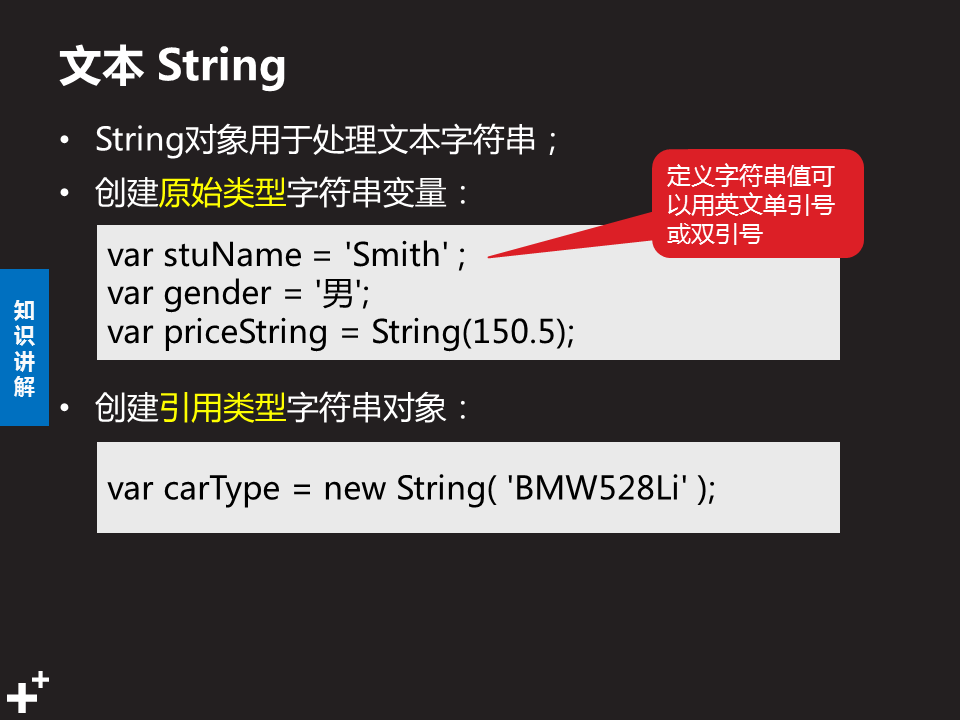 文本 String
• String对象用于处理文本字符串；
• 创建原始类型字符串变量：
定义字符串值可
以用英文单引号
或双引号
var stuName = 'Smith' ;
var gender = '男';
var priceString = String(150.5);
知
识
讲
解
• 创建引用类型字符串对象：
var carType = new String( 'BMW528Li' );